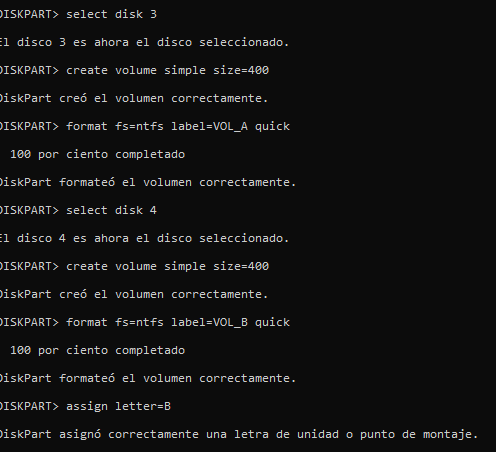 DISKPART> select disk 3
El disco 3 es ahora el disco seleccionado.
DISKPART> create volume simple size=400
DiskPart creó el volumen correctamente.
DISKPART> format fs=ntfs label=VOL_A quick
100 por ciento completado
DiskPart formateó el volumen correctamente.
DISKPART> select disk 4
El disco 4 es ahora el disco seleccionado.
DISKPART> create volume simple size=400
DiskPart creó el volumen correctamente.
DISKPART> format fs=ntfs label=VOL_B quick
100 por ciento completado
DiskPart formateó el volumen correctamente.
DISKPART> assign letter=B
DiskPart asignó correctamente una letra de unidad o punto de montaje.